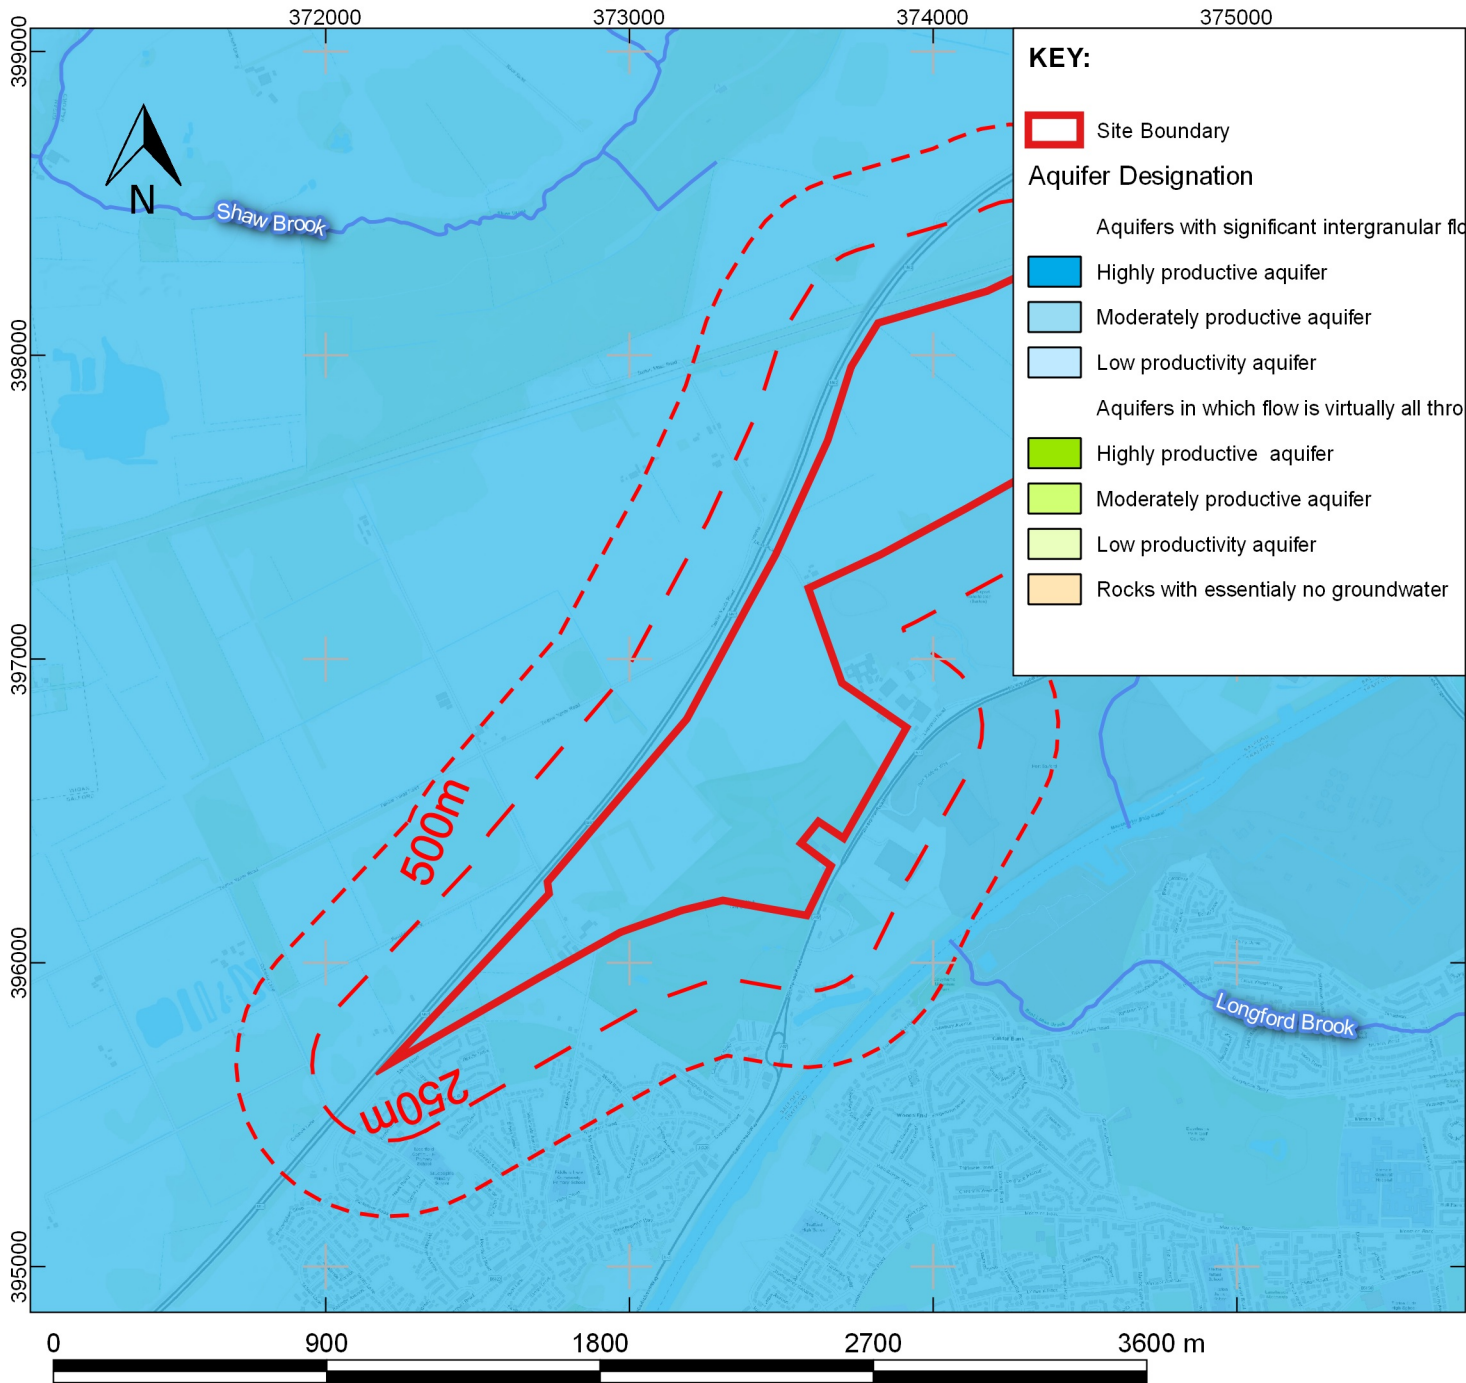 372000
373000
374000
375000
399000
398000
397000
396000
395000
N
Shaw Brook
500m
250m
Longford Brook
KEY:
Site Boundary
Aquifer Designation
Aquifers with significant intergranular flo
Highly productive aquifer
Moderately productive aquifer
Low productivity aquifer
Aquifers in which flow is virtually all thro
Highly productive aquifer
Moderately productive aquifer
Low productivity aquifer
Rocks with essentialy no groundwater
0
900
1800
2700
3600 m